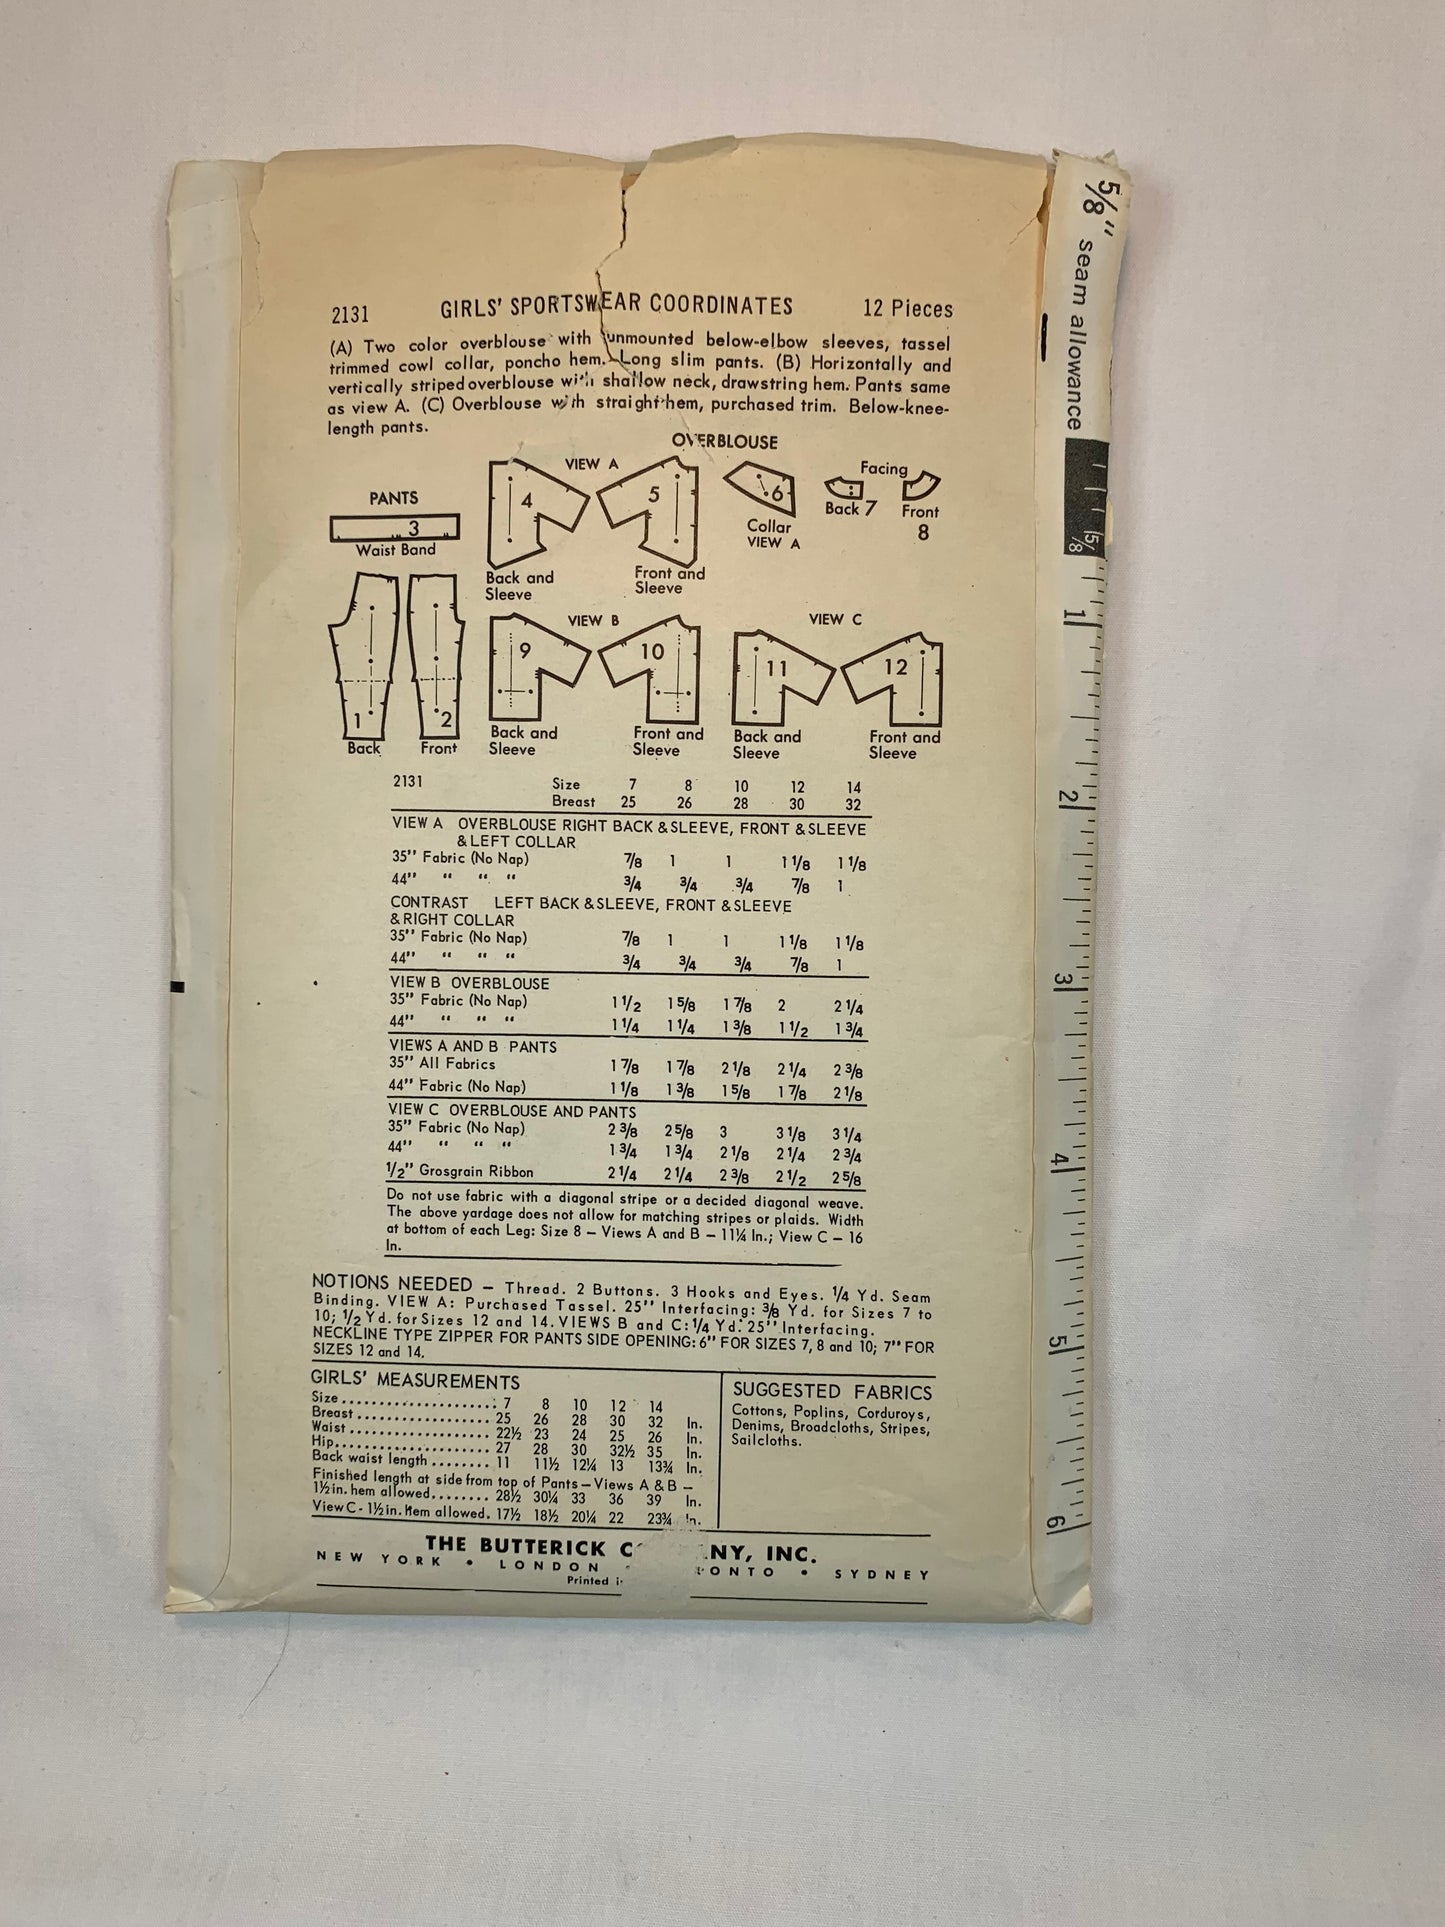 2131 GIRLS' SPORTSWEAR COORDINATES 12 Pieces
(A) Two color overblouse with unmounted below-elbow sleeves, tassel
trimmed cowl collar, poncho hem. Long slim pants. (B) Horizontally and
vertically striped overblouse with shallow neck, drawstring hem. Pants same
as view A. (C) Overblouse with straight hem, purchased trim. Below-knee-
length pants.
OVERBLOUSE
PANTS
3
Waist Band
1
Back
2
Front
VIEW A
4
Back and
Sleeve
5
Front and
Sleeve
6
Collar
VIEW A
Facing
Back 7
Front
8
VIEW B
9
Back and
Sleeve
10
Front and
Sleeve
VIEW C
11
Back and
Sleeve
12
Front and
Sleeve
2131 Size 7 8 10 12 14
Breast 25 26 28 30 32
VIEW A OVERBLOUSE RIGHT BACK & SLEEVE, FRONT & SLEEVE
& LEFT COLLAR
35" Fabric (No Nap) 7/8 1 1 1 1/8 1 1/8
44" " " " 3/4 3/4 3/4 7/8 1
CONTRAST LEFT BACK & SLEEVE, FRONT & SLEEVE
& RIGHT COLLAR
35" Fabric (No Nap) 7/8 1 1 1 1/8 1 1/8
44" " " " 3/4 3/4 3/4 7/8 1
VIEW B OVERBLOUSE
35" Fabric (No Nap) 1 1/2 1 5/8 1 7/8 2 2 1/4
44" " " " 1 1/4 1 1/4 1 3/8 1 1/2 1 3/4
VIEWS A AND B PANTS
35" All Fabrics 1 7/8 1 7/8 2 1/8 2 1/4 2 3/8
44" Fabric (No Nap) 1 1/8 1 3/8 1 5/8 1 7/8 2 1/8
VIEW C OVERBLOUSE AND PANTS
35" Fabric (No Nap) 2 3/8 2 5/8 3 3 1/8 3 1/4
44" " " " 1 3/4 1 3/4 2 1/8 2 1/4 2 3/4
1/2" Grosgrain Ribbon 2 1/4 2 1/4 2 3/8 2 1/2 2 5/8
Do not use fabric with a diagonal stripe or a decided diagonal weave.
The above yardage does not allow for matching stripes or plaids. Width
at bottom of each Leg: Size 8 – Views A and B – 11¼ In.; View C – 16
In.
NOTIONS NEEDED – Thread. 2 Buttons. 3 Hooks and Eyes. 1/4 Yd. Seam
Binding. VIEW A: Purchased Tassel. 25" Interfacing: 3/8 Yd. for Sizes 7 to
10; 1/2 Yd. for Sizes 12 and 14. VIEWS B and C: 1/4 Yd. 25" Interfacing.
NECKLINE TYPE ZIPPER FOR PANTS SIDE OPENING: 6" FOR SIZES 7, 8 and 10; 7" FOR
SIZES 12 and 14.
GIRLS' MEASUREMENTS
Size 7 8 10 12 14
Breast 25 26 28 30 32 In.
Waist 22½ 23 24 25 26 In.
Hip 27 28 30 32½ 35 In.
Back waist length 11 11½ 12¼ 13 13¾ In.
Finished length at side from top of Pants – Views A & B –
1½ in. hem allowed 28½ 30¼ 33 36 39 In.
View C - 1½ in. Hem allowed. 17½ 18½ 20¼ 22 23¾ In.
SUGGESTED FABRICS
Cottons, Poplins, Corduroys,
Denims, Broadcloths, Stripes,
Sailcloths.
THE BUTTERICK C NY, INC.
NEW YORK • LONDON ONTO • SYDNEY
Printed i
5/8" seam allowance
5/8
1
2
3
4
5
6